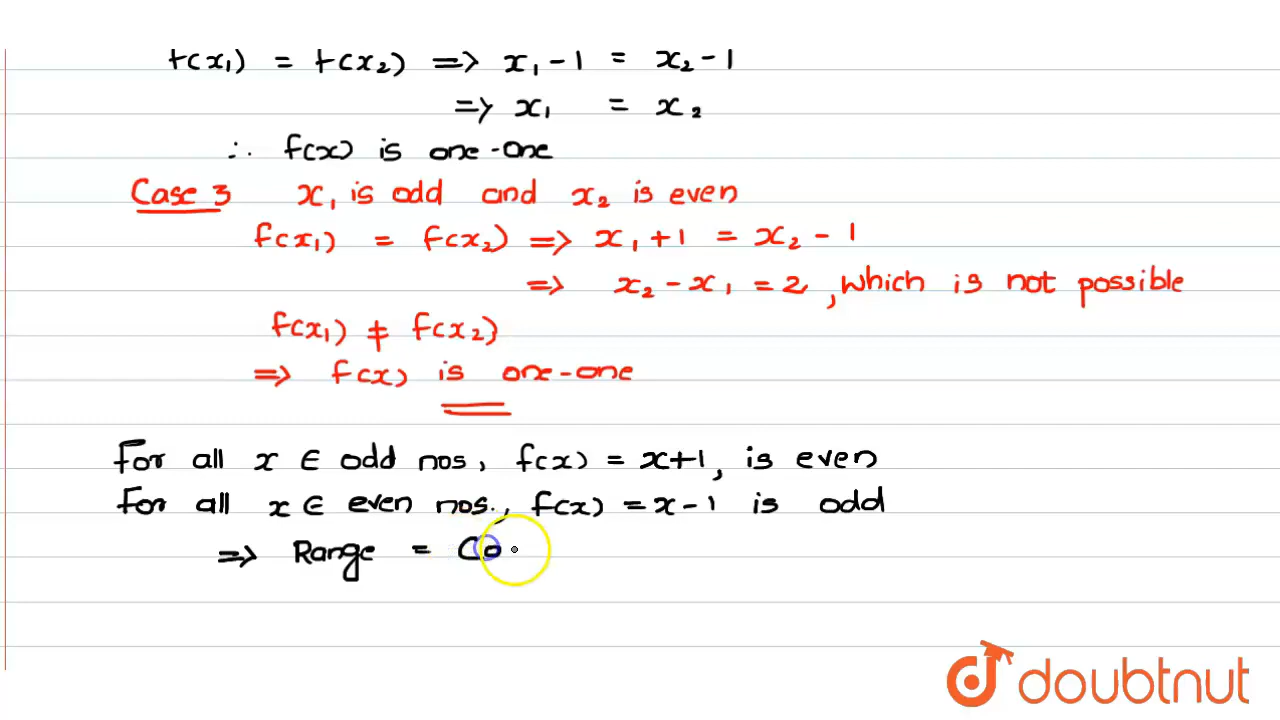 f(x₁) = f(x₂) => x₁ - 1 = x₂ - 1
=> x₁ = x₂
∴ f(x) is one-one
Case 3 x₁ is odd and x₂ is even
f(x₁) = f(x₂) => x₁ + 1 = x₂ - 1
=> x₂ - x₁ = 2, which is not possible
f(x₁) ≠ f(x₂)
=> f(x) is one-one
For all x ∈ odd nos, f(x) = x+1, is even
For all x ∈ even nos., f(x) = x-1 is odd
=> Range = Co
doubtnut